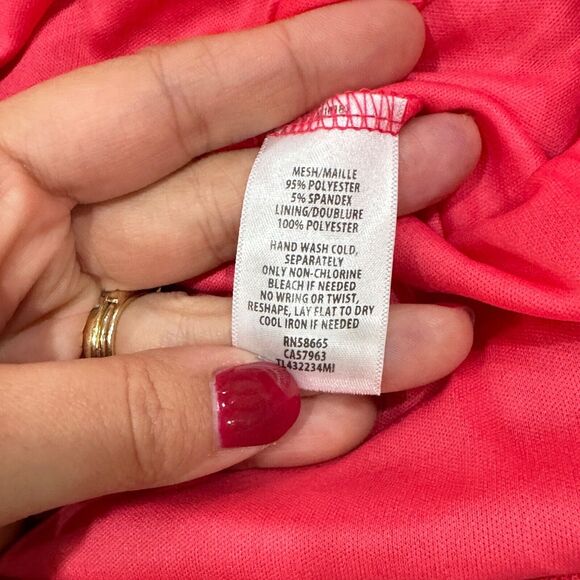 MESH/MAILLE
95% POLYESTER
5% SPANDEX
LINING/DOUBLURE
100% POLYESTER
HAND WASH COLD,
SEPARATELY
ONLY NON-CHLORINE
BLEACH IF NEEDED
NO WRING OR TWIST,
RESHAPE, LAY FLAT TO DRY
COOL IRON IF NEEDED
RN58665
CA57963
TL432234MI